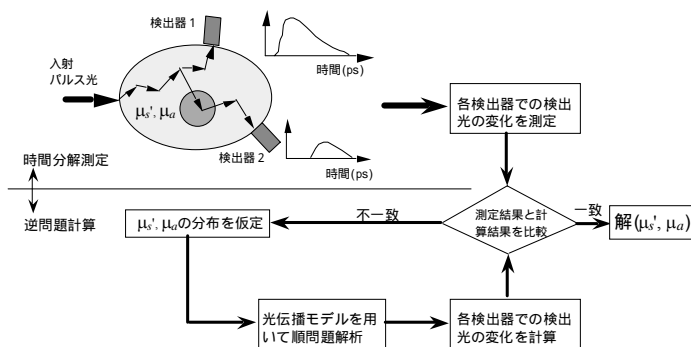 検出器 1
時間(ps)
入射
パルス光
μs', μa
検出器 2
時間(ps)
各検出器での検出
光の変化を測定
時間分解測定
逆問題計算
μs', μaの分布を仮定
不一致
測定結果と計
算結果を比較
一致
解(μs', μa)
光伝播モデルを用
いて順問題解析
各検出器での検出
光の変化を計算